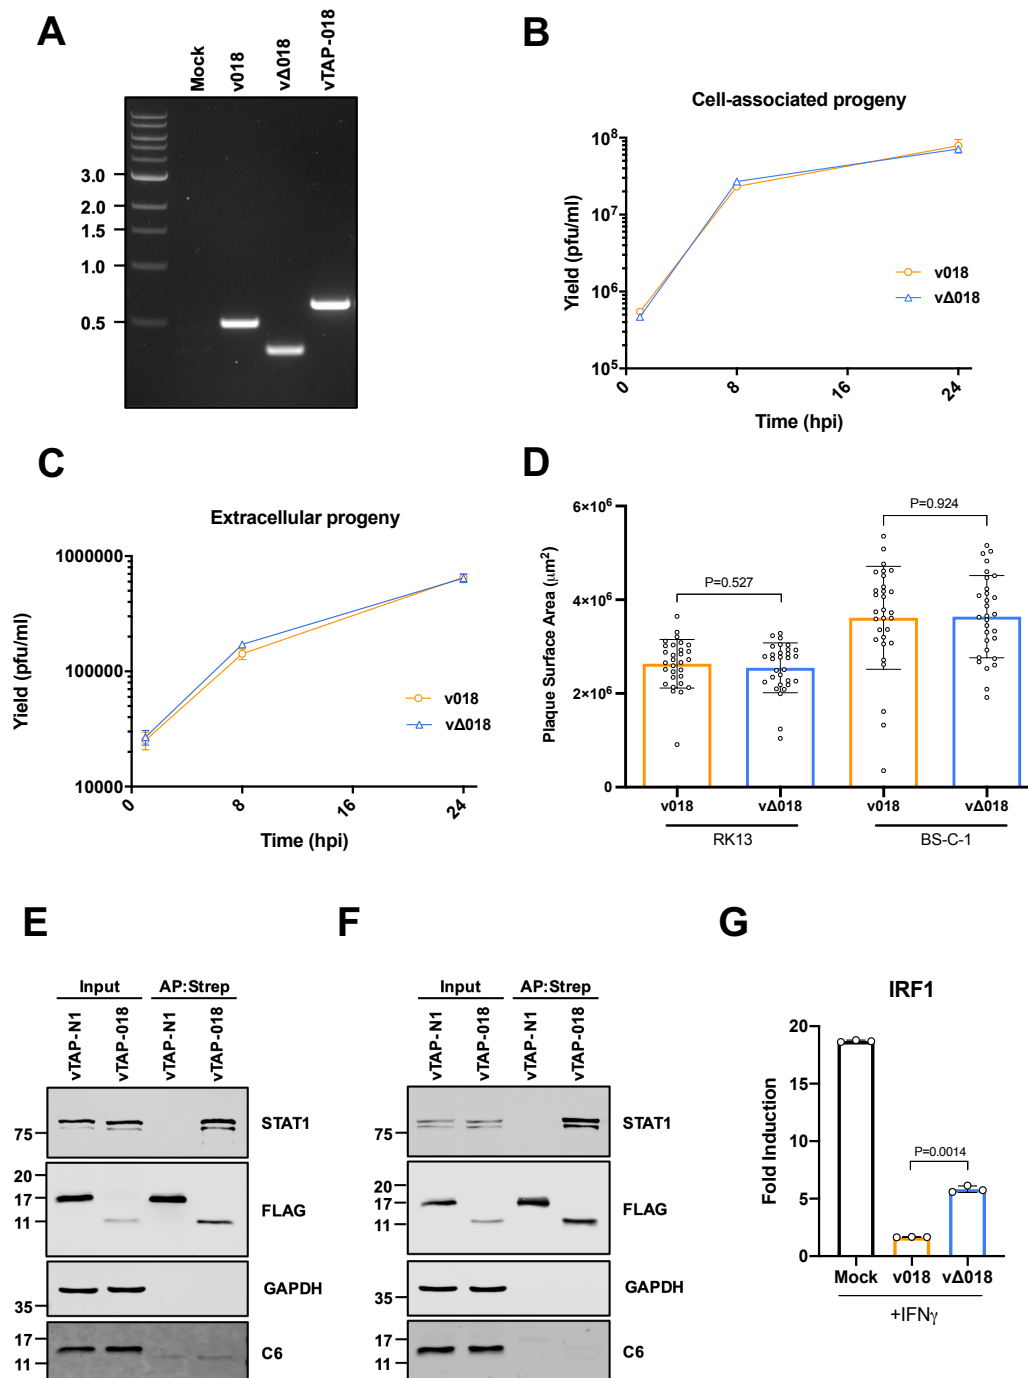 A
Mock
v018
vΔ018
vTAP-018
3.0
2.0
1.5
1.0
0.5
B
Cell-associated progeny
10⁸
10⁷
10⁶
10⁵
Yield (pfu/ml)
v018
vΔ018
0
8
16
24
Time (hpi)
C
Extracellular progeny
1000000
100000
10000
Yield (pfu/ml)
v018
vΔ018
0
8
16
24
Time (hpi)
D
6×10⁶
4×10⁶
2×10⁶
0
Plaque Surface Area (μm²)
P=0.527
P=0.924
v018
vΔ018
v018
vΔ018
RK13
BS-C-1
E
Input
AP:Strep
vTAP-N1
vTAP-018
vTAP-N1
vTAP-018
75
STAT1
20
17
11
FLAG
35
GAPDH
17
11
C6
F
Input
AP:Strep
vTAP-N1
vTAP-018
vTAP-N1
vTAP-018
75
STAT1
20
17
11
FLAG
35
GAPDH
17
11
C6
G
IRF1
20
15
10
5
0
Fold Induction
P=0.0014
Mock
v018
vΔ018
+IFNγ